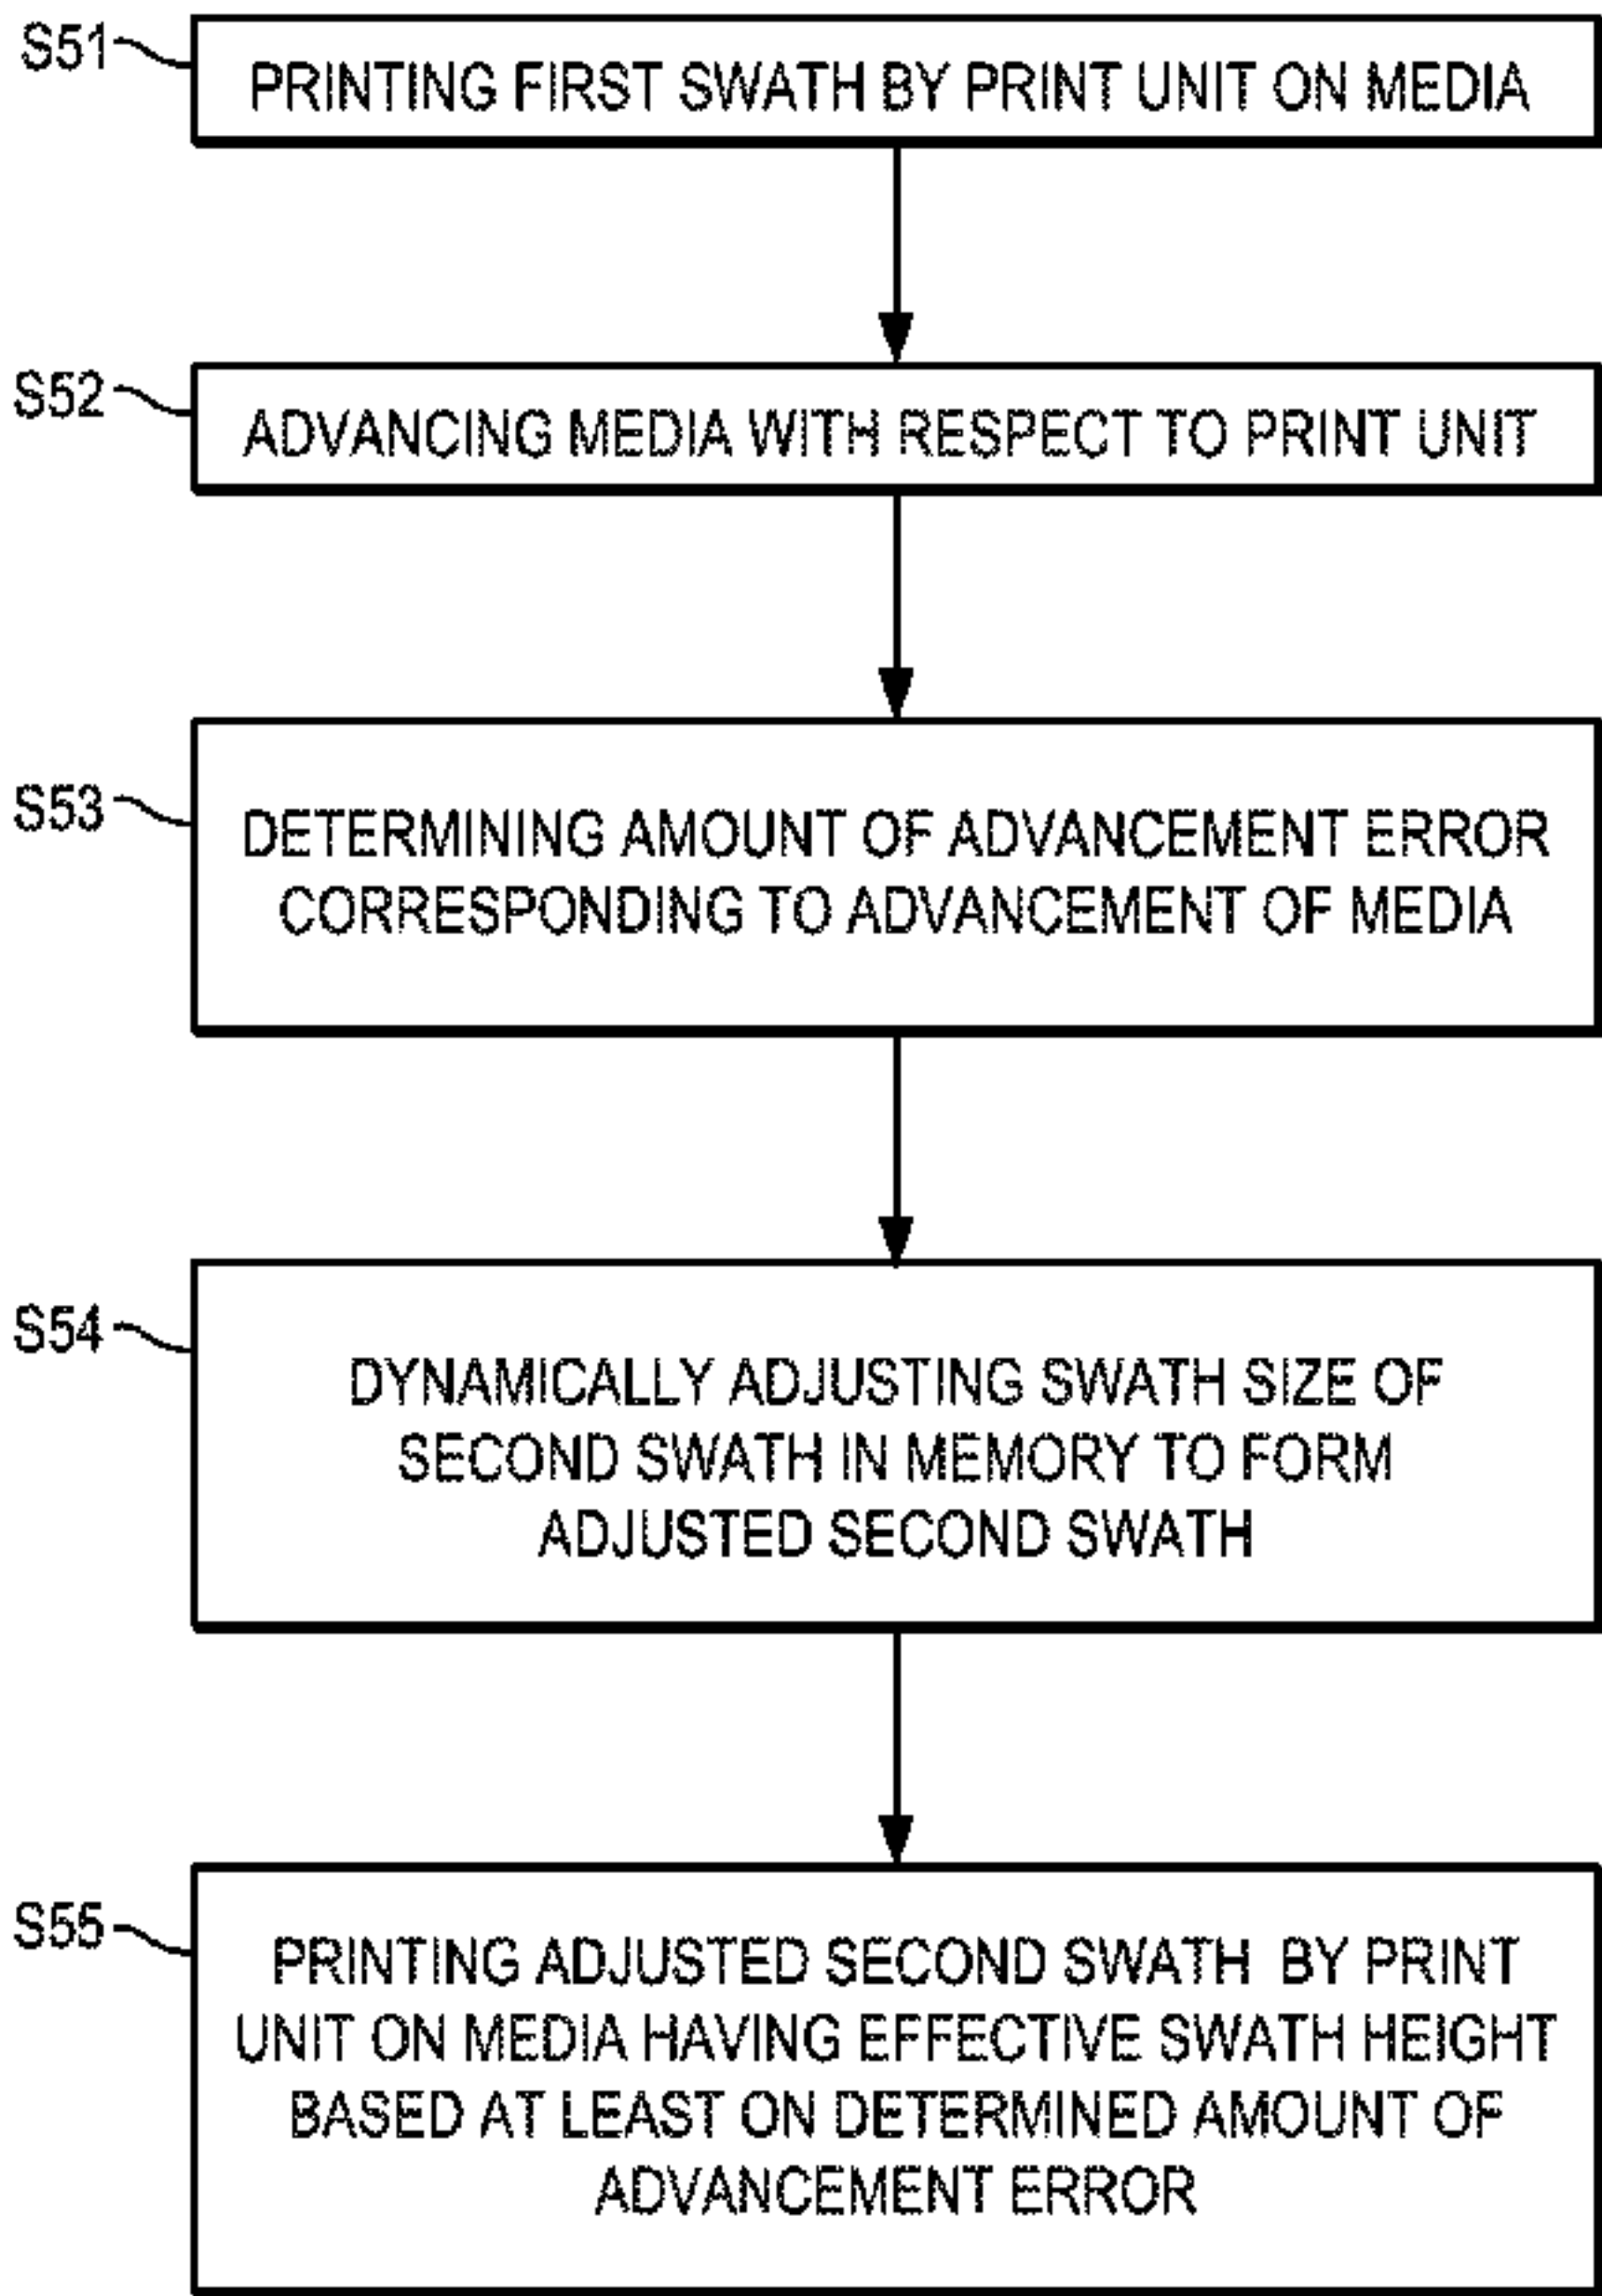 S51
PRINTING FIRST SWATH BY PRINT UNIT ON MEDIA
S52
ADVANCING MEDIA WITH RESPECT TO PRINT UNIT
S53
DETERMINING AMOUNT OF ADVANCEMENT ERROR
CORRESPONDING TO ADVANCEMENT OF MEDIA
S54
DYNAMICALLY ADJUSTING SWATH SIZE OF
SECOND SWATH IN MEMORY TO FORM
ADJUSTED SECOND SWATH
S55
PRINTING ADJUSTED SECOND SWATH BY PRINT
UNIT ON MEDIA HAVING EFFECTIVE SWATH HEIGHT
BASED AT LEAST ON DETERMINED AMOUNT OF
ADVANCEMENT ERROR